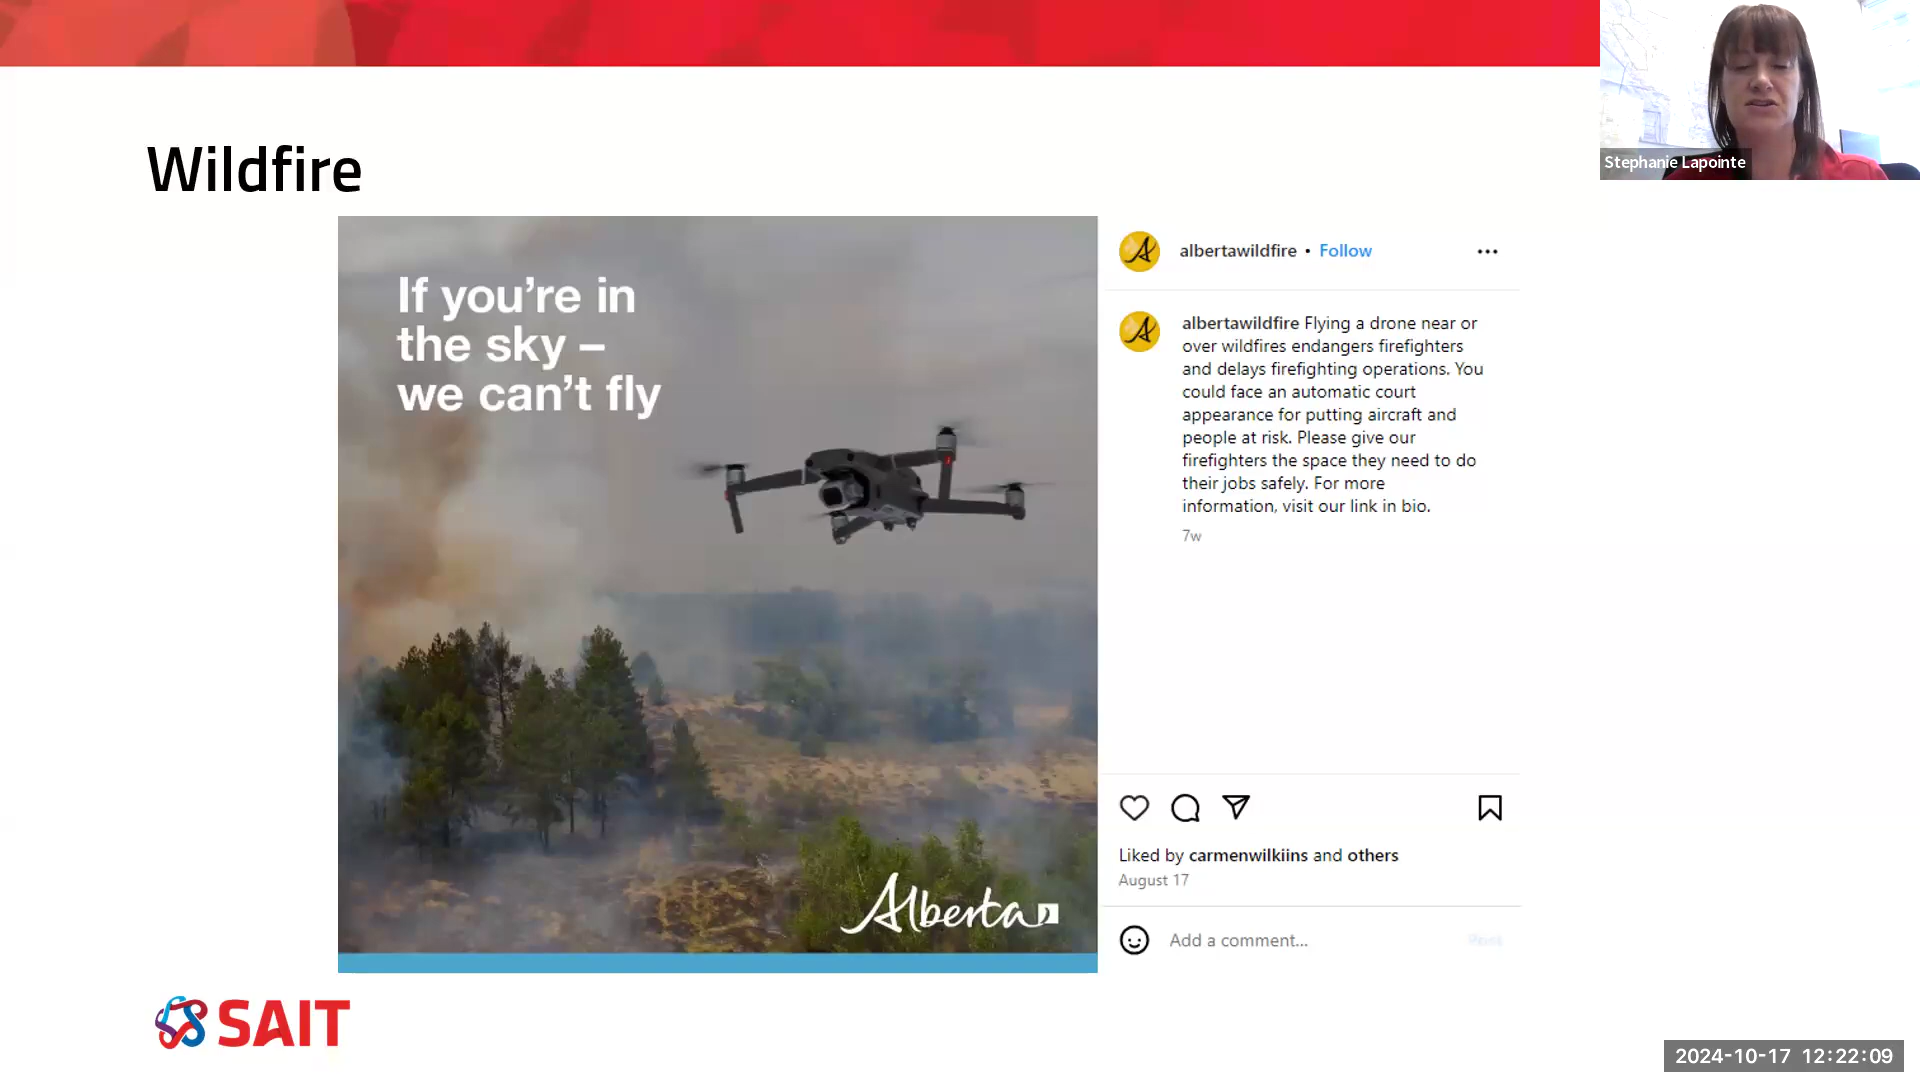 Stephanie Lapointe
Wildfire
If you're in
the sky –
we can't fly
Alberta
albertawildfire • Follow
albertawildfire Flying a drone near or
over wildfires endangers firefighters
and delays firefighting operations. You
could face an automatic court
appearance for putting aircraft and
people at risk. Please give our
firefighters the space they need to do
their jobs safely. For more
information, visit our link in bio.
7w
Liked by carmenwilkiins and others
August 17
Add a comment...
Post
SAIT
2024-10-17 12:22:09